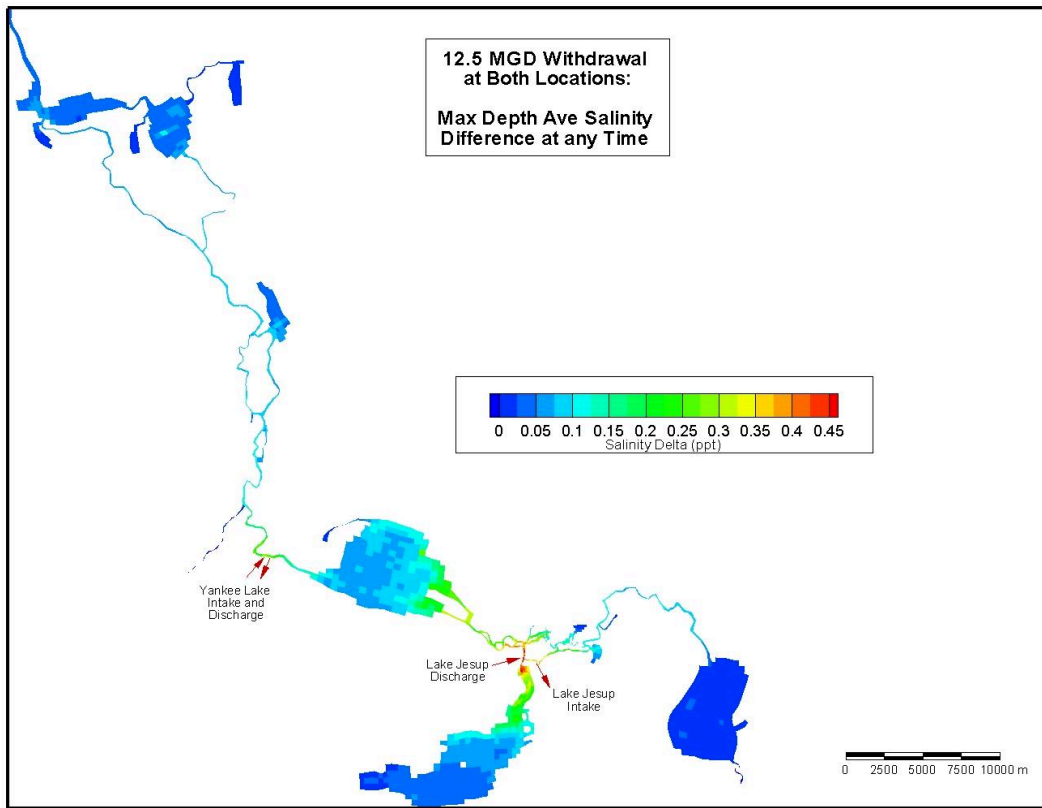 12.5 MGD Withdrawal
at Both Locations:
Max Depth Ave Salinity
Difference at any Time
0 0.05 0.1 0.15 0.2 0.25 0.3 0.35 0.4 0.45
Salinity Delta (ppt)
Yankee Lake
Intake and
Discharge
Lake Jesup
Discharge
Lake Jesup
Intake
0 2500 5000 7500 10000 m